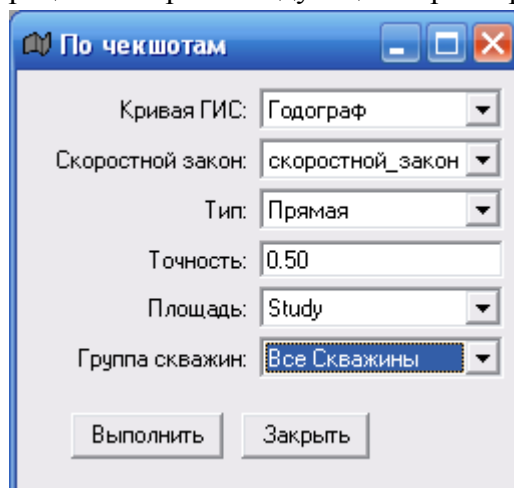 По чекшотам
Кривая ГИС: Годограф
Скоростной закон: скоростной_закон
Тип: Прямая
Точность: 0.50
Площадь: Study
Группа скважин: Все Скважины
Выполнить Закрыть